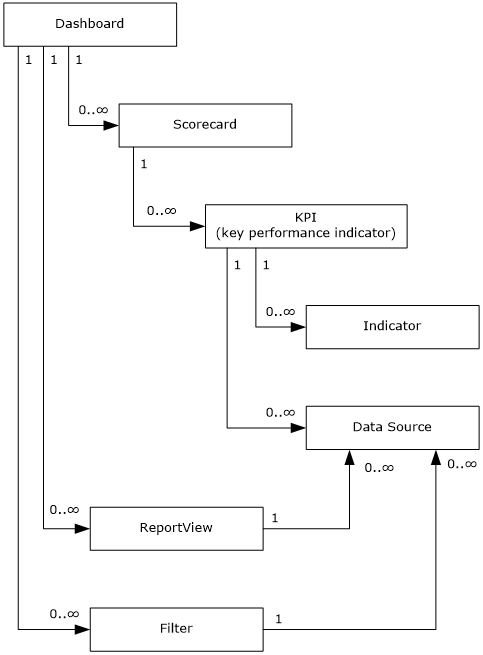 Dashboard
1 1 1
0..∞
Scorecard
1
0..∞
KPI
(key performance indicator)
1 1
0..∞
Indicator
0..∞
Data Source
0..∞ 0..∞
0..∞
ReportView
1
0..∞
Filter
1